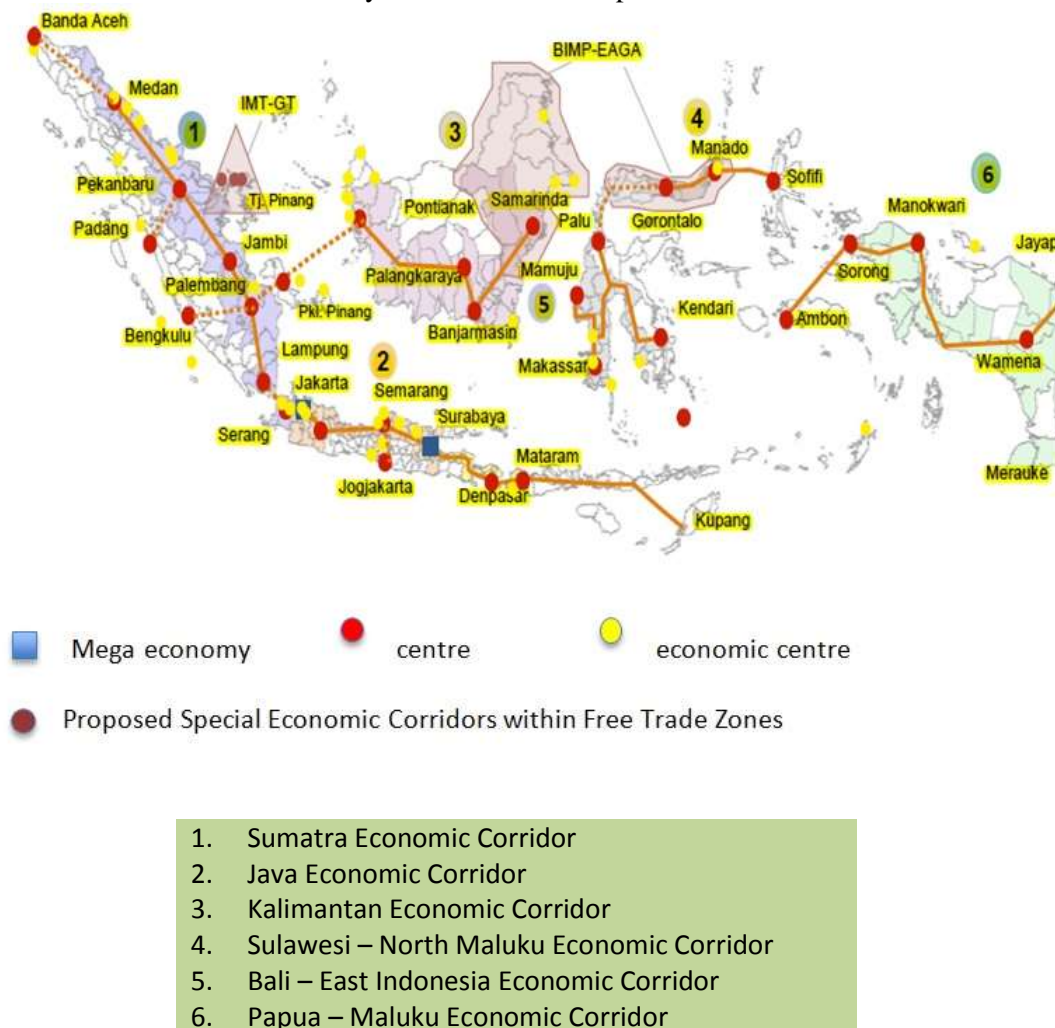 Banda Aceh
BIMP-EAGA
Medan
IMT-GT
1
3
4
Manado
Sofifi
6
Pekanbaru
Tj. Pinang
Pontianak
Samarinda
Palu
Gorontalo
Manokwari
Padang
Jambi
Jayap
Palembang
Palangkaraya
Mamuju
Sorong
5
Kendari
Ambon
Bengkulu
Pkl. Pinang
Banjarmasin
Lampung
2
Makassar
Wamena
Jakarta
Semarang
Serang
Surabaya
Jogjakarta
Mataram
Denpasar
Merauke
Kupang
Mega economy
centre
economic centre
Proposed Special Economic Corridors within Free Trade Zones
1. Sumatra Economic Corridor
2. Java Economic Corridor
3. Kalimantan Economic Corridor
4. Sulawesi – North Maluku Economic Corridor
5. Bali – East Indonesia Economic Corridor
6. Papua – Maluku Economic Corridor